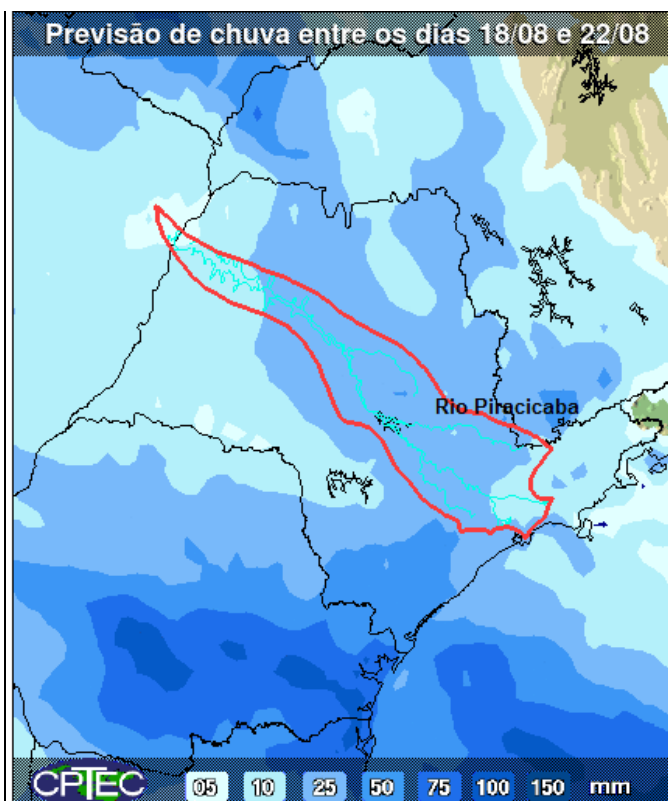 Previsão de chuva entre os dias 18/08 e 22/08
Rio Piracicaba
CPTEC 05 10 25 50 75 100 150 mm